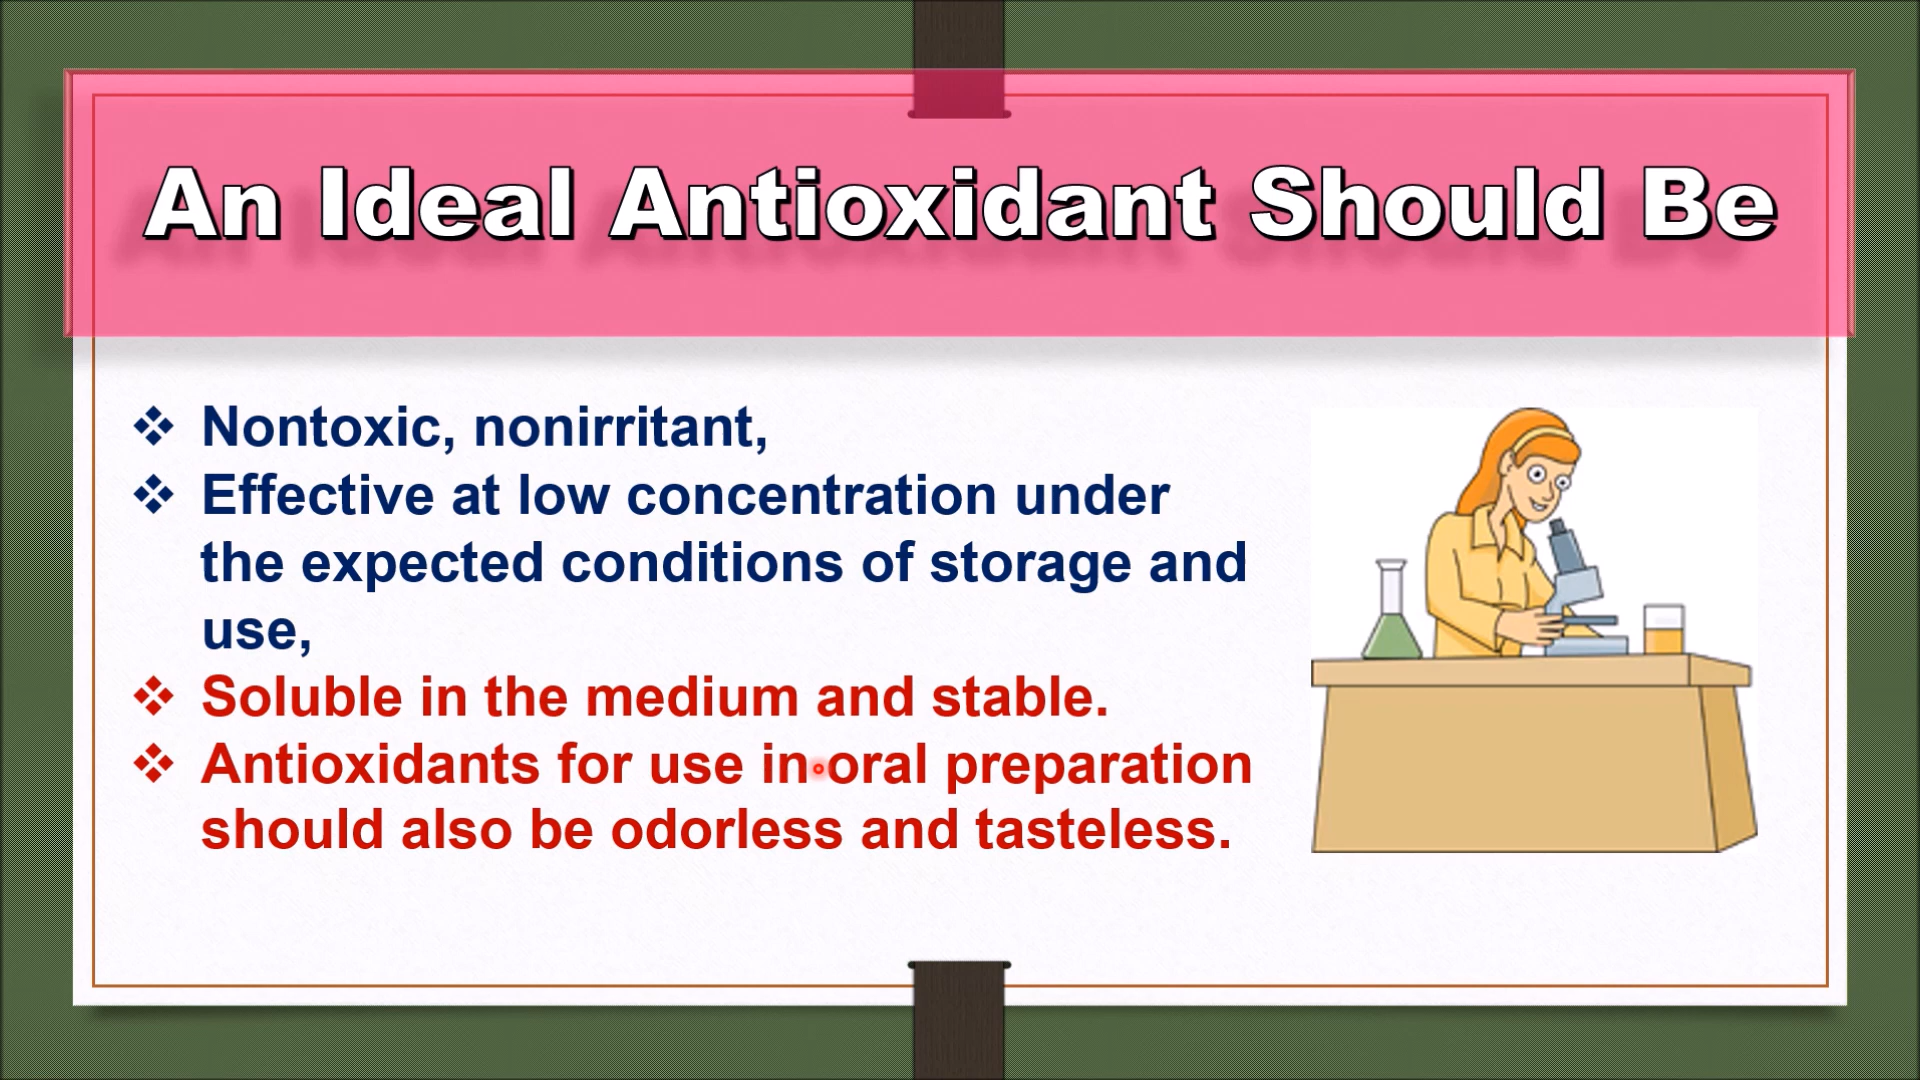 An Ideal Antioxidant Should Be
❖ Nontoxic, nonirritant,
❖ Effective at low concentration under
the expected conditions of storage and
use,
❖ Soluble in the medium and stable.
❖ Antioxidants for use in oral preparation
should also be odorless and tasteless.